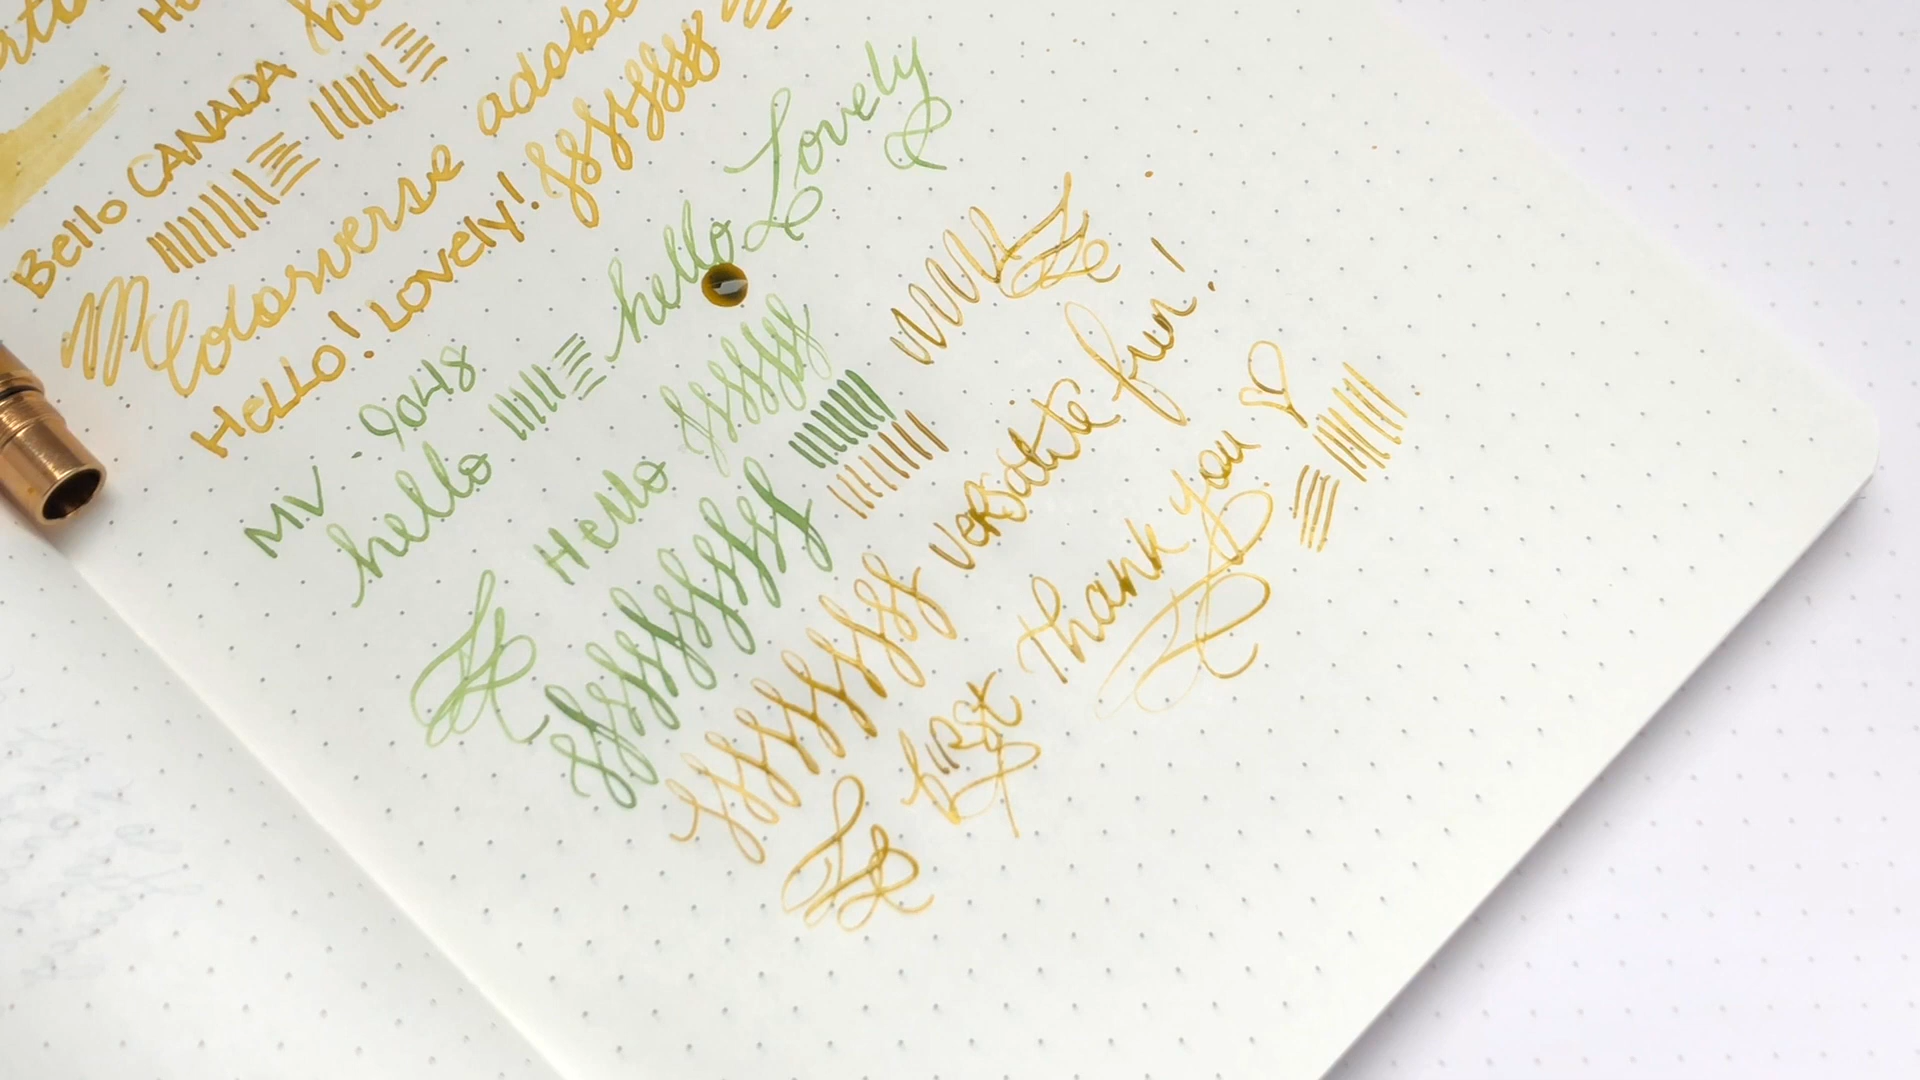 Bello CANADA
Colorverse adobe
HELLO! LOVELY!
MV - 9048 hello Lovely
hello Hello
versatile fun!
first Thank you